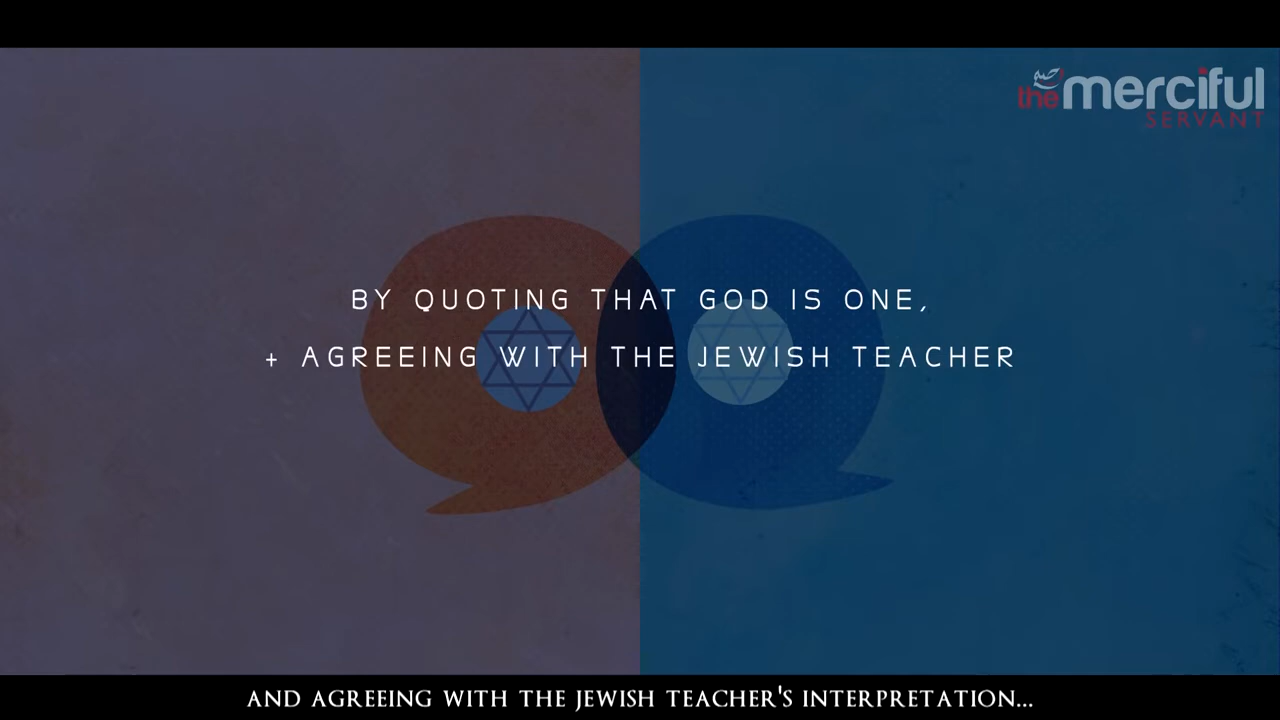 the merciful
SERVANT
BY QUOTING THAT GOD IS ONE,
+ AGREEING WITH THE JEWISH TEACHER
AND AGREEING WITH THE JEWISH TEACHER'S INTERPRETATION...